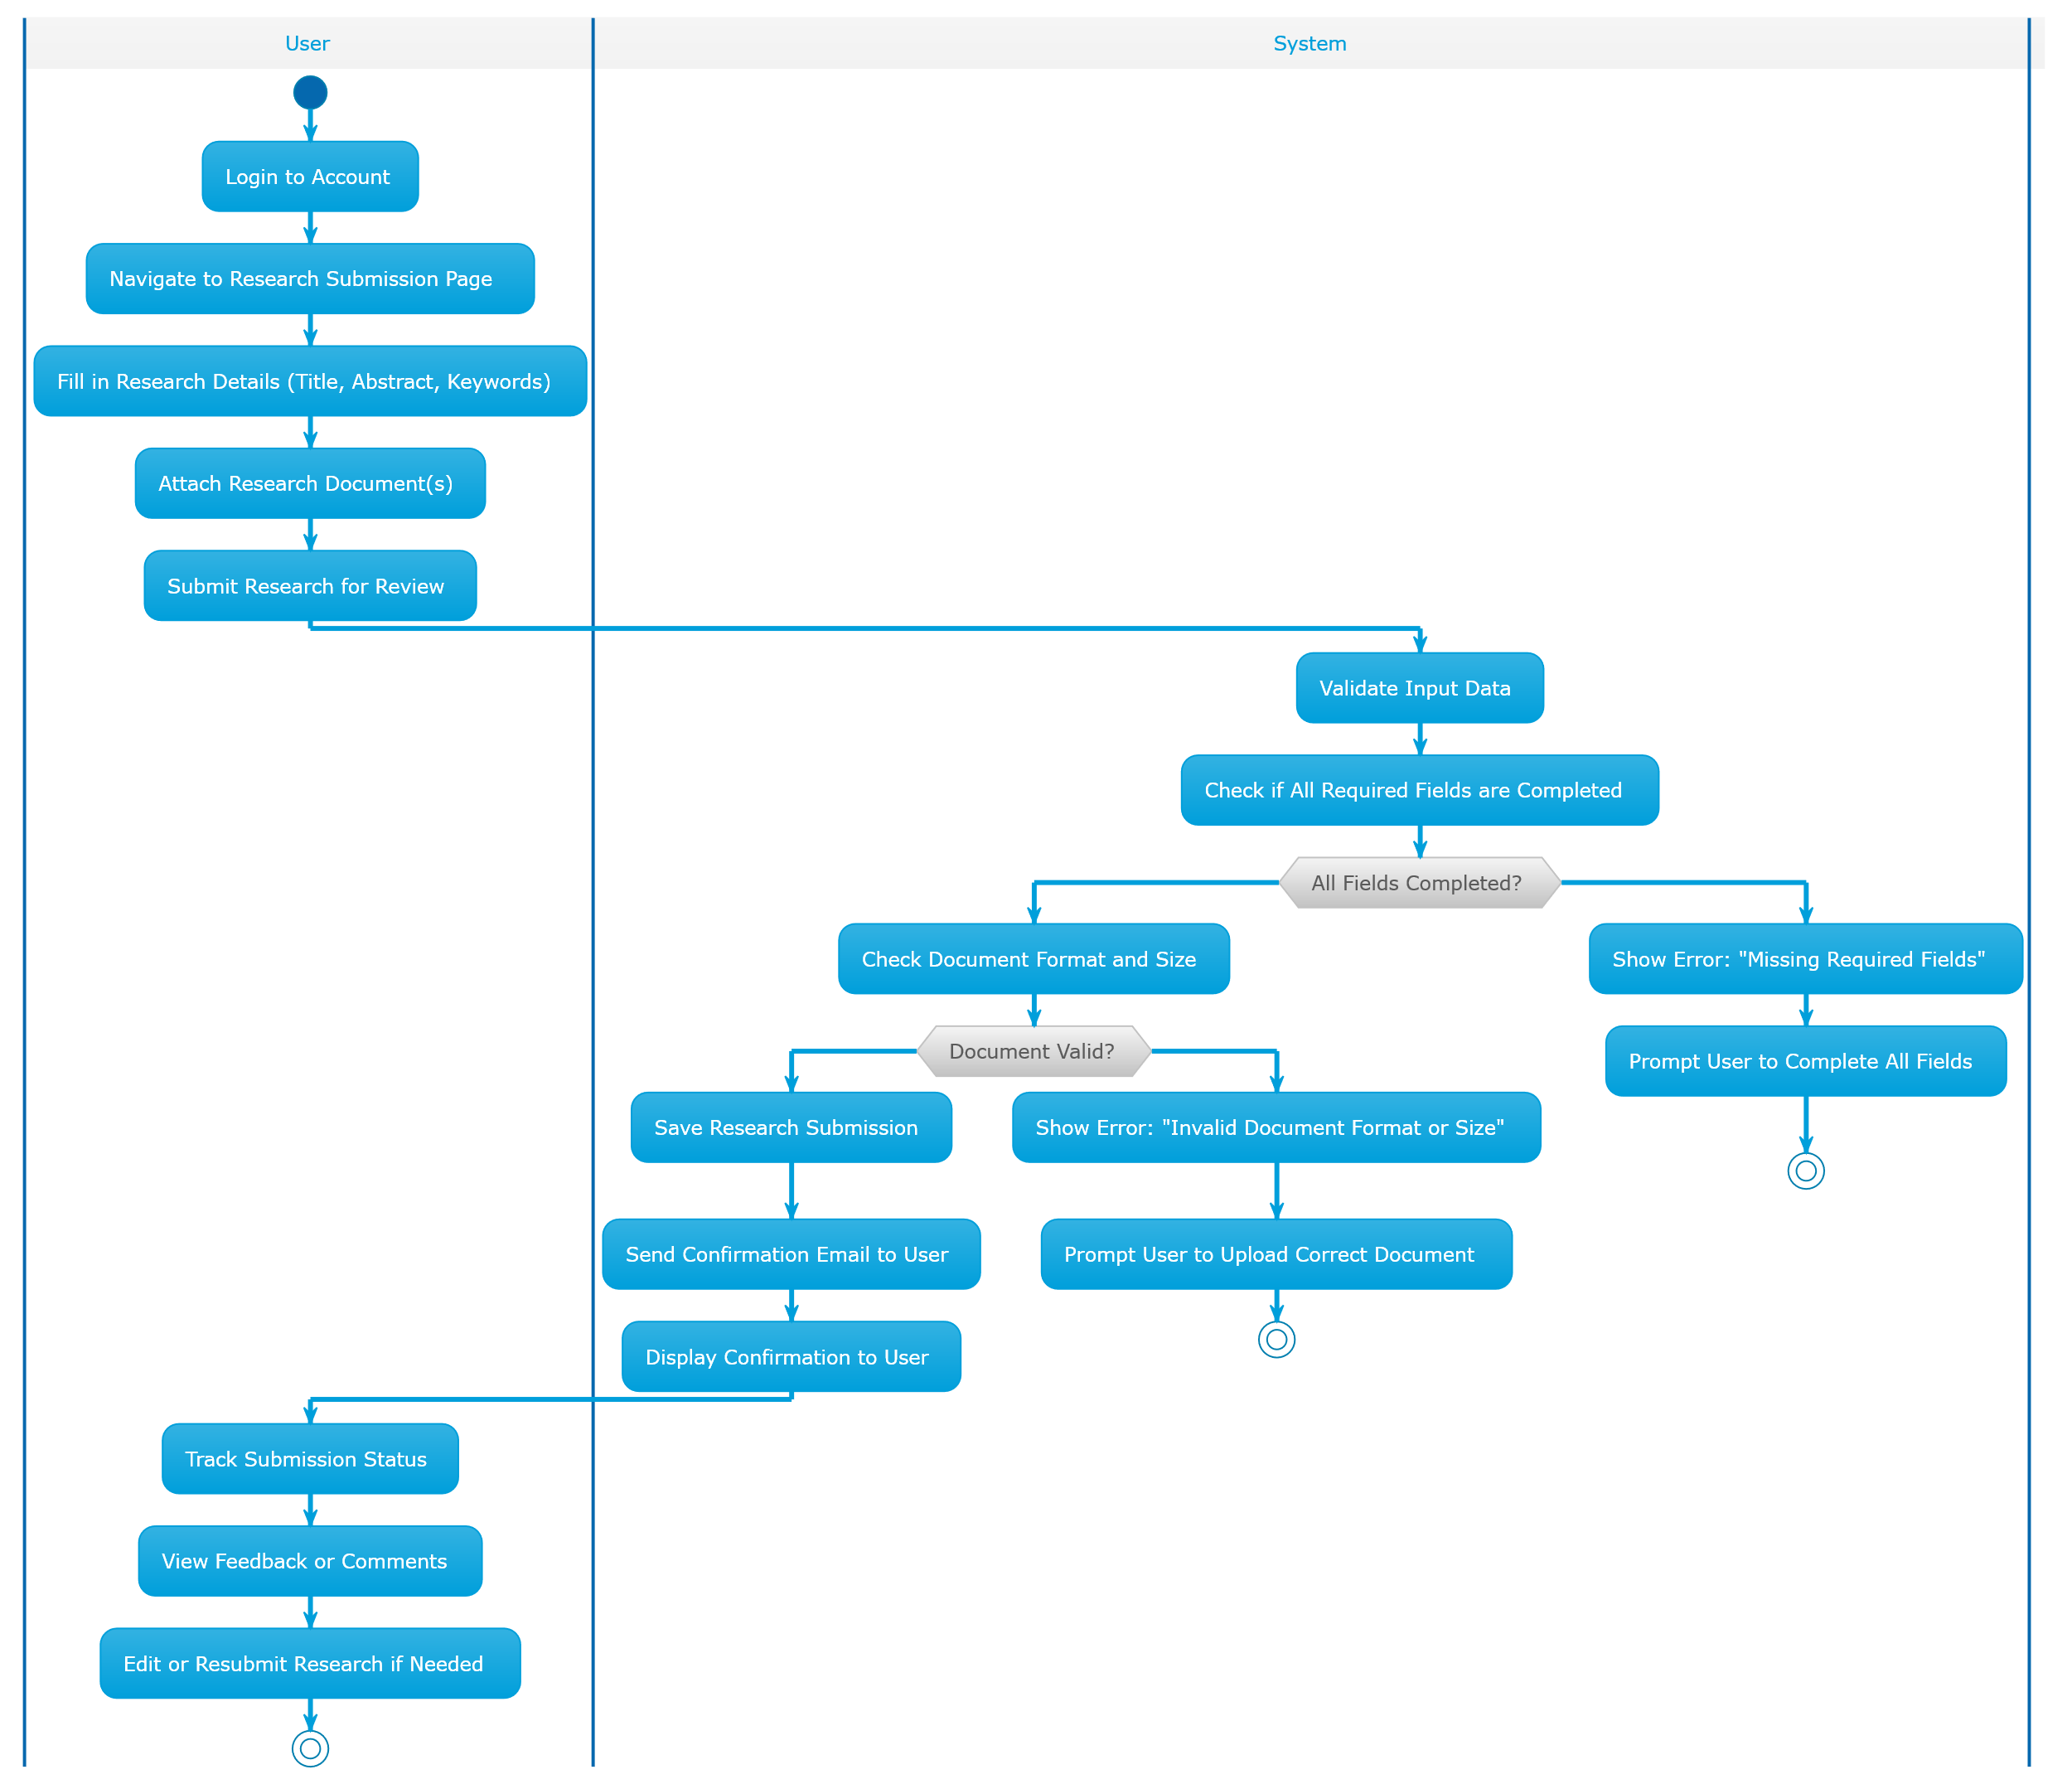 User
System
Login to Account
Navigate to Research Submission Page
Fill in Research Details (Title, Abstract, Keywords)
Attach Research Document(s)
Submit Research for Review
Validate Input Data
Check if All Required Fields are Completed
All Fields Completed?
Check Document Format and Size
Show Error: "Missing Required Fields"
Document Valid?
Prompt User to Complete All Fields
Save Research Submission
Show Error: "Invalid Document Format or Size"
Send Confirmation Email to User
Prompt User to Upload Correct Document
Display Confirmation to User
Track Submission Status
View Feedback or Comments
Edit or Resubmit Research if Needed